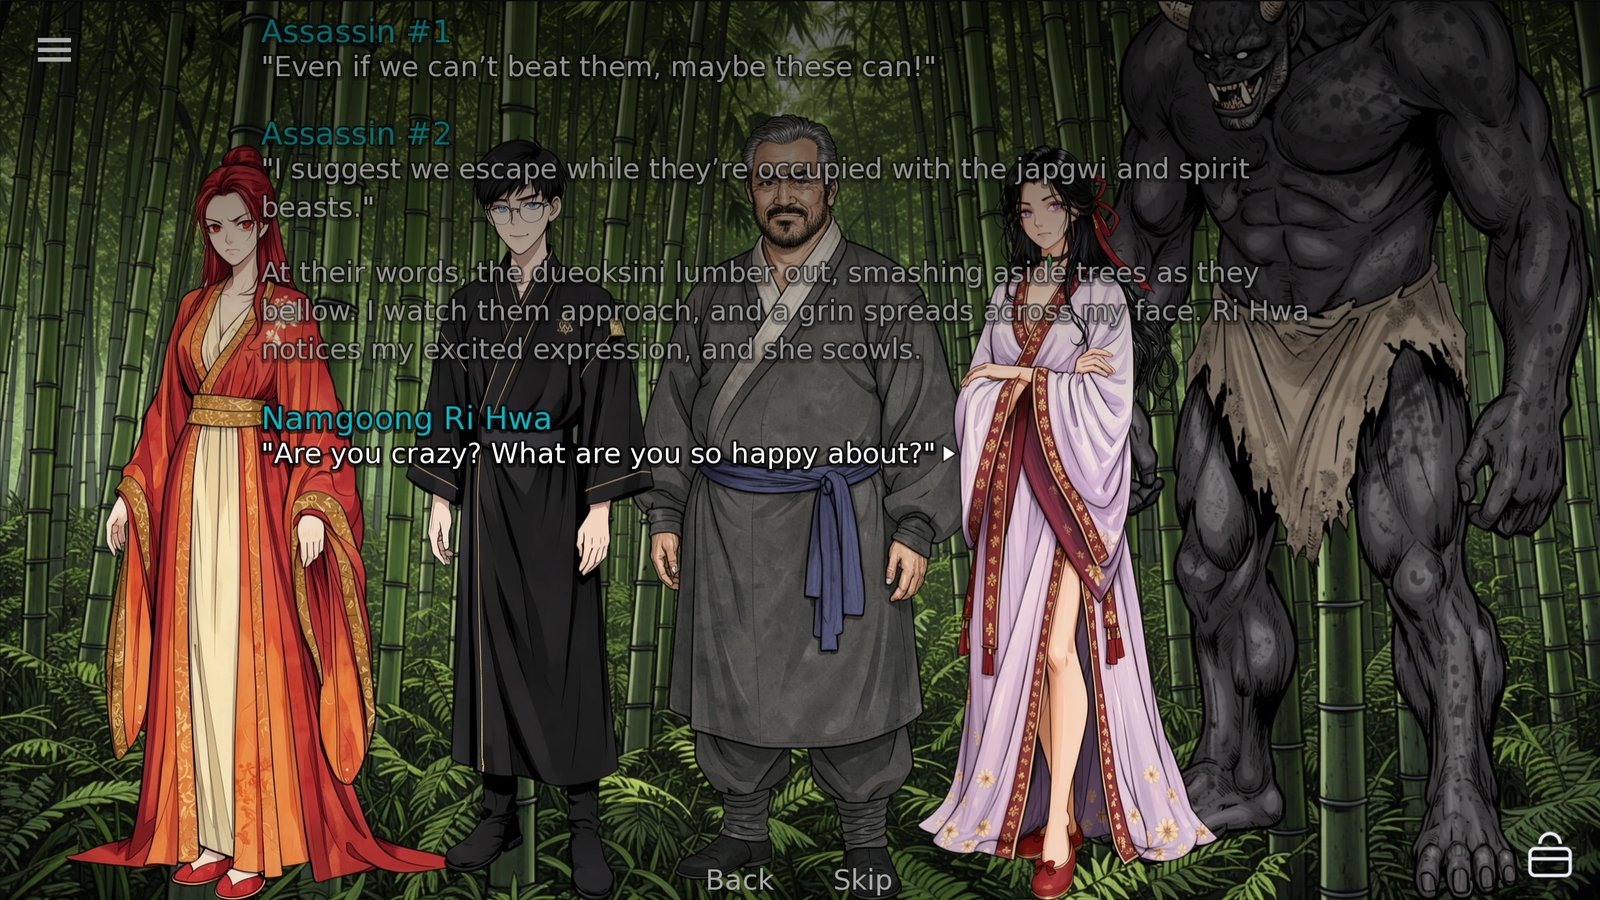 Assassin #1
"Even if we can’t beat them, maybe these can!"
Assassin #2
"I suggest we escape while they’re occupied with the japgwi and spirit
beasts."
At their words, the dueoksini lumber out, smashing aside trees as they
bellow. I watch them approach, and a grin spreads across my face. Ri Hwa
notices my excited expression, and she scowls.
Namgoong Ri Hwa
"Are you crazy? What are you so happy about?"
Back Skip